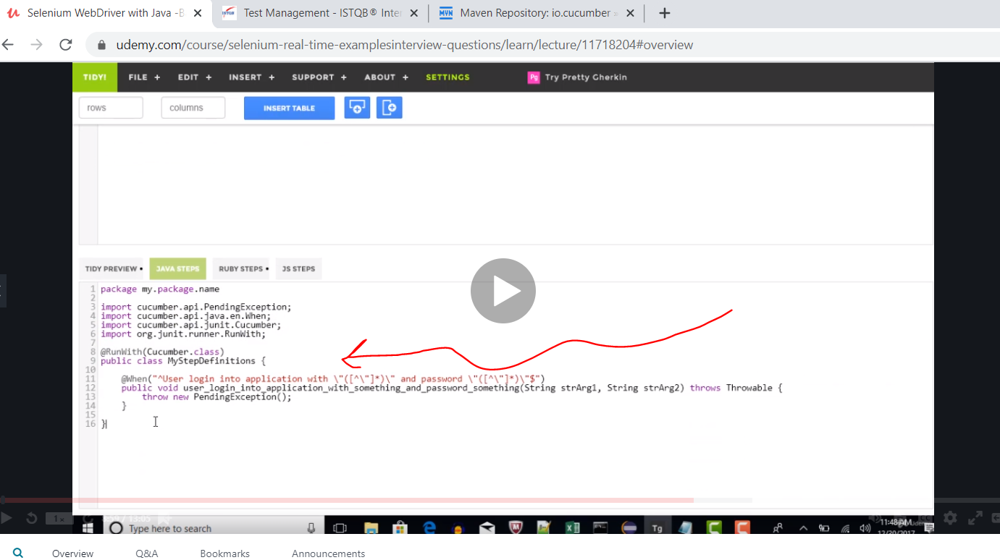 Selenium WebDriver with Java -B
Test Management - ISTQB® Inter
MVN Maven Repository: io.cucumber »
udemy.com/course/selenium-real-time-examplesinterview-questions/learn/lecture/11718204#overview
TIDY! FILE + EDIT + INSERT + SUPPORT + ABOUT + SETTINGS Pg Try Pretty Gherkin
rows columns INSERT TABLE
TIDY PREVIEW • JAVA STEPS RUBY STEPS • JS STEPS
1 package my.package.name
2
3 import cucumber.api.PendingException;
4 import cucumber.api.java.en.When;
5 import cucumber.api.junit.Cucumber;
6 import org.junit.runner.RunWith;
7
8 @RunWith(Cucumber.class)
9 public class MyStepDefinitions {
10
11 @When("^User login into application with \"([^\"]*)\" and password \"([^\"]*)\"$")
12 public void user_login_into_application_with_something_and_password_something(String strArg1, String strArg2) throws Throwable {
13 throw new PendingException();
14 }
15
16 }
1x 13:05
Type here to search Tg 11:48 AM
12/30/2017
Overview Q&A Bookmarks Announcements